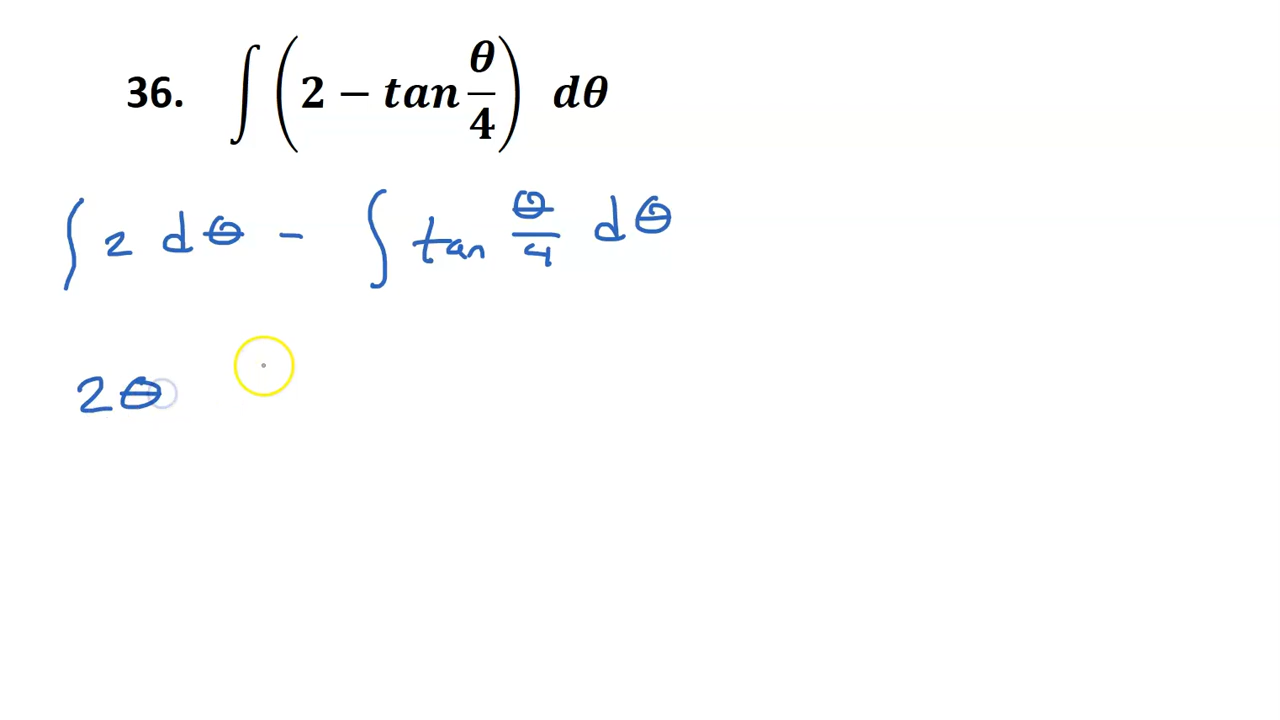 36. ∫ (2 − tan θ/4) dθ
∫ 2 dθ - ∫ tan θ/4 dθ
2θ